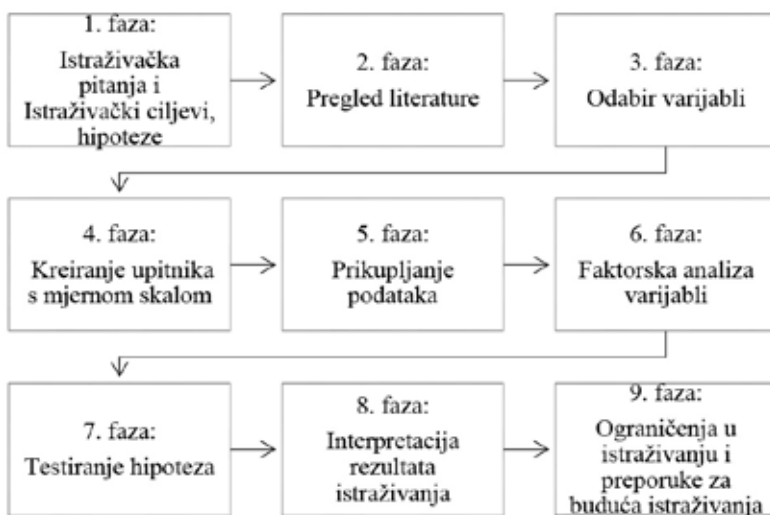 1. faza:
Istraživačka
pitanja i
Istraživački ciljevi,
hipoteze
2. faza:
Pregled literature
3. faza:
Odabir varijabli
4. faza:
Kreiranje upitnika
s mjernom skalom
5. faza:
Prikupljanje
podataka
6. faza:
Faktorska analiza
varijabli
7. faza:
Testiranje hipoteza
8. faza:
Interpretacija
rezultata
istraživanja
9. faza:
Ograničenja u
istraživanju i
preporuke za
buduća istraživanja